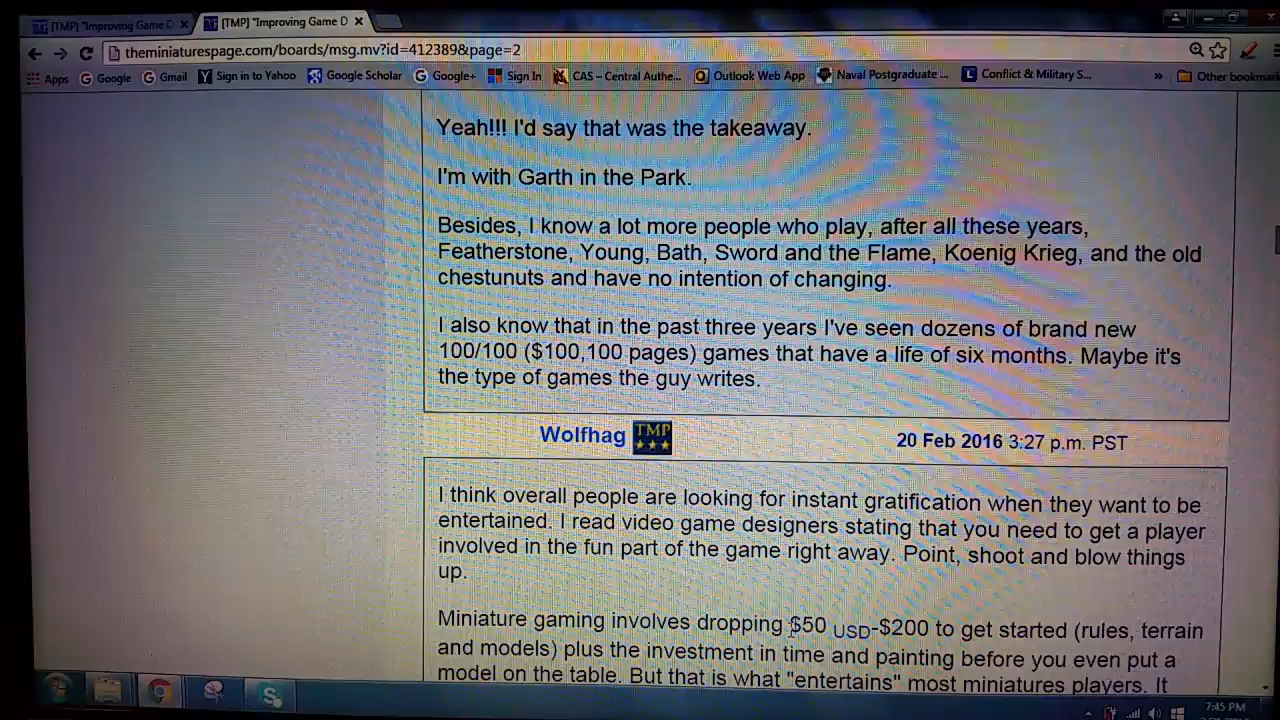 [TMP] "Improving Game D
[TMP] "Improving Game D
theminiaturespage.com/boards/msg.mv?id=412389&page=2
Apps Google Gmail Sign in to Yahoo Google Scholar Google+ Sign In CAS – Central Authe... Outlook Web App Naval Postgraduate ... Conflict & Military S... » Other bookmar
Yeah!!! I'd say that was the takeaway.
I'm with Garth in the Park.
Besides, I know a lot more people who play, after all these years,
Featherstone, Young, Bath, Sword and the Flame, Koenig Krieg, and the old
chestunuts and have no intention of changing.
I also know that in the past three years I've seen dozens of brand new
100/100 ($100,100 pages) games that have a life of six months. Maybe it's
the type of games the guy writes.
Wolfhag TMP 20 Feb 2016 3:27 p.m. PST
I think overall people are looking for instant gratification when they want to be
entertained. I read video game designers stating that you need to get a player
involved in the fun part of the game right away. Point, shoot and blow things
up.
Miniature gaming involves dropping $50 USD-$200 to get started (rules, terrain
and models) plus the investment in time and painting before you even put a
model on the table. But that is what "entertains" most miniatures players. It
7:45 PM